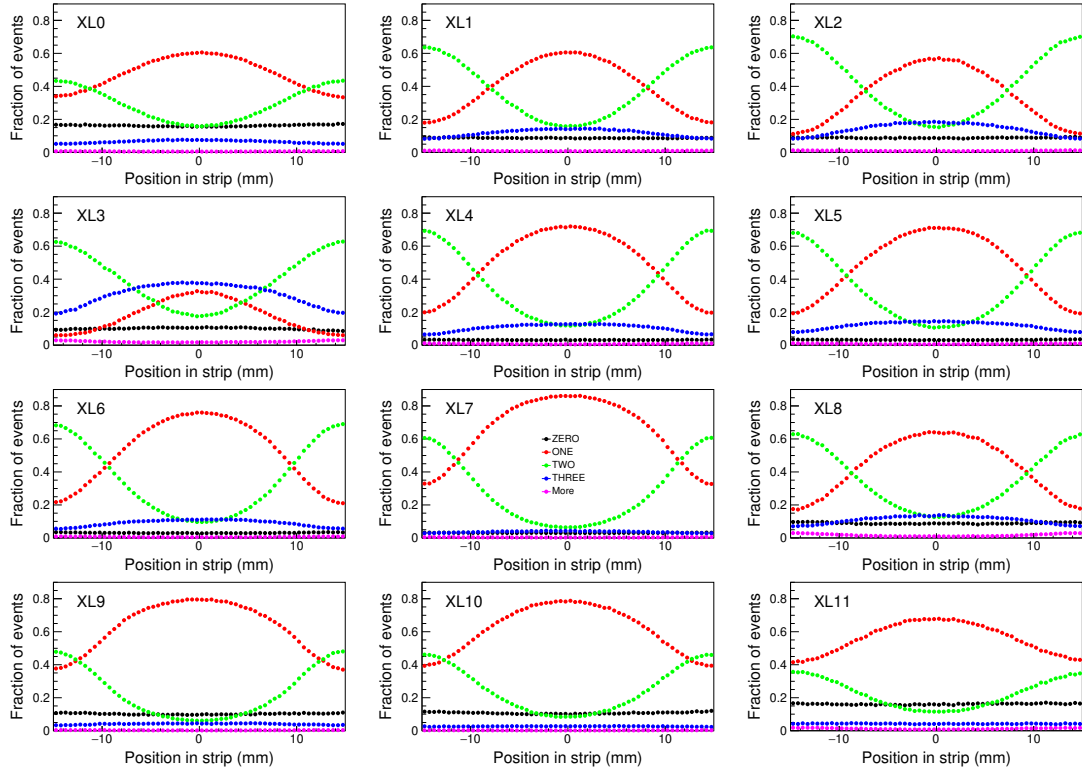 XL0
Fraction of events
0.8
0.6
0.4
0.2
0
−10
0
10
Position in strip (mm)
XL1
Fraction of events
0.8
0.6
0.4
0.2
0
−10
0
10
Position in strip (mm)
XL2
Fraction of events
0.8
0.6
0.4
0.2
0
−10
0
10
Position in strip (mm)
XL3
Fraction of events
0.8
0.6
0.4
0.2
0
−10
0
10
Position in strip (mm)
XL4
Fraction of events
0.8
0.6
0.4
0.2
0
−10
0
10
Position in strip (mm)
XL5
Fraction of events
0.8
0.6
0.4
0.2
0
−10
0
10
Position in strip (mm)
XL6
Fraction of events
0.8
0.6
0.4
0.2
0
−10
0
10
Position in strip (mm)
XL7
Fraction of events
0.8
0.6
0.4
0.2
0
ZERO
ONE
TWO
THREE
More
−10
0
10
Position in strip (mm)
XL8
Fraction of events
0.8
0.6
0.4
0.2
0
−10
0
10
Position in strip (mm)
XL9
Fraction of events
0.8
0.6
0.4
0.2
0
−10
0
10
Position in strip (mm)
XL10
Fraction of events
0.8
0.6
0.4
0.2
0
−10
0
10
Position in strip (mm)
XL11
Fraction of events
0.8
0.6
0.4
0.2
0
−10
0
10
Position in strip (mm)